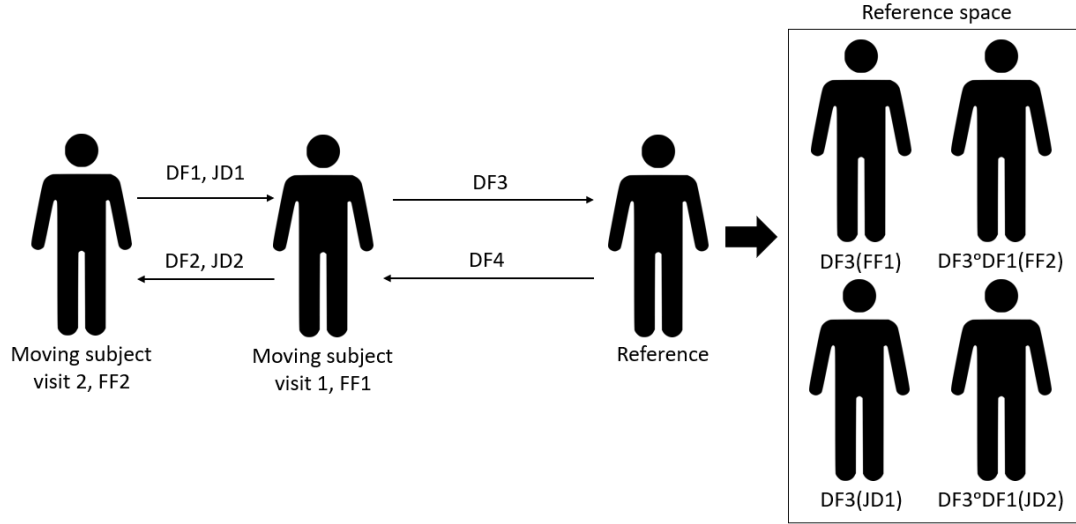 Reference space
DF1, JD1
DF3
DF2, JD2
DF4
DF3(FF1)
DF3°DF1(FF2)
Moving subject
visit 2, FF2
Moving subject
visit 1, FF1
Reference
DF3(JD1)
DF3°DF1(JD2)